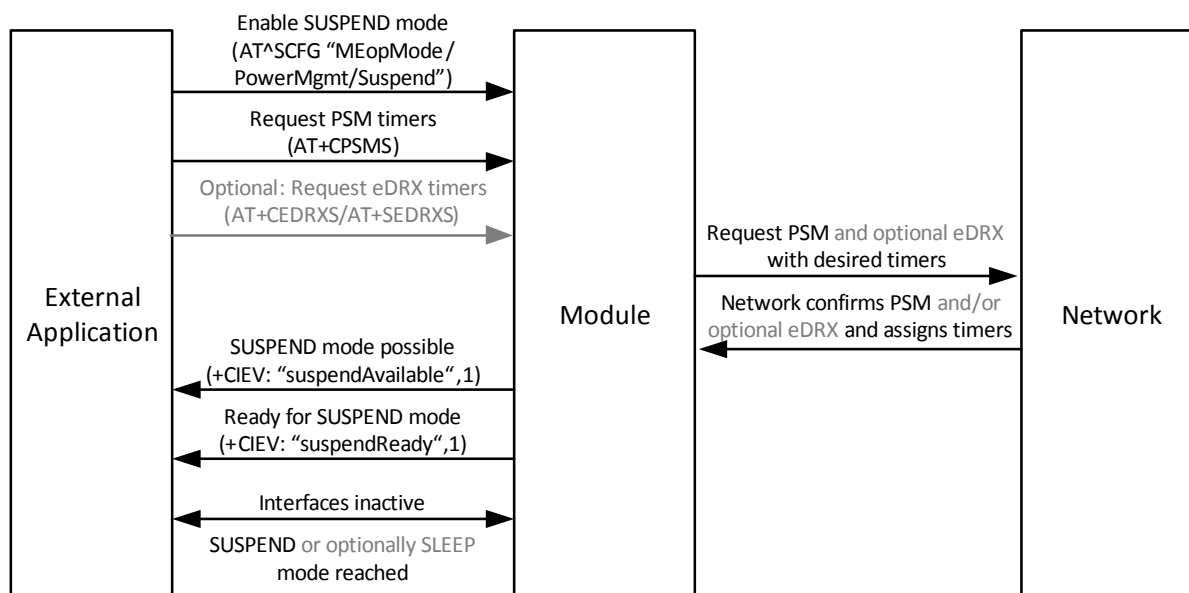 Enable SUSPEND mode
(AT^SCFG “MEopMode/
PowerMgmt/Suspend”)
Request PSM timers
(AT+CPSMS)
Optional: Request eDRX timers
(AT+CEDRXS/AT+SEDRXS)
Request PSM and optional eDRX
with desired timers
External
Application
Module
Network
Network confirms PSM and/or
optional eDRX and assigns timers
SUSPEND mode possible
(+CIEV: “suspendAvailable“,1)
Ready for SUSPEND mode
(+CIEV: “suspendReady“,1)
Interfaces inactive
SUSPEND or optionally SLEEP
mode reached